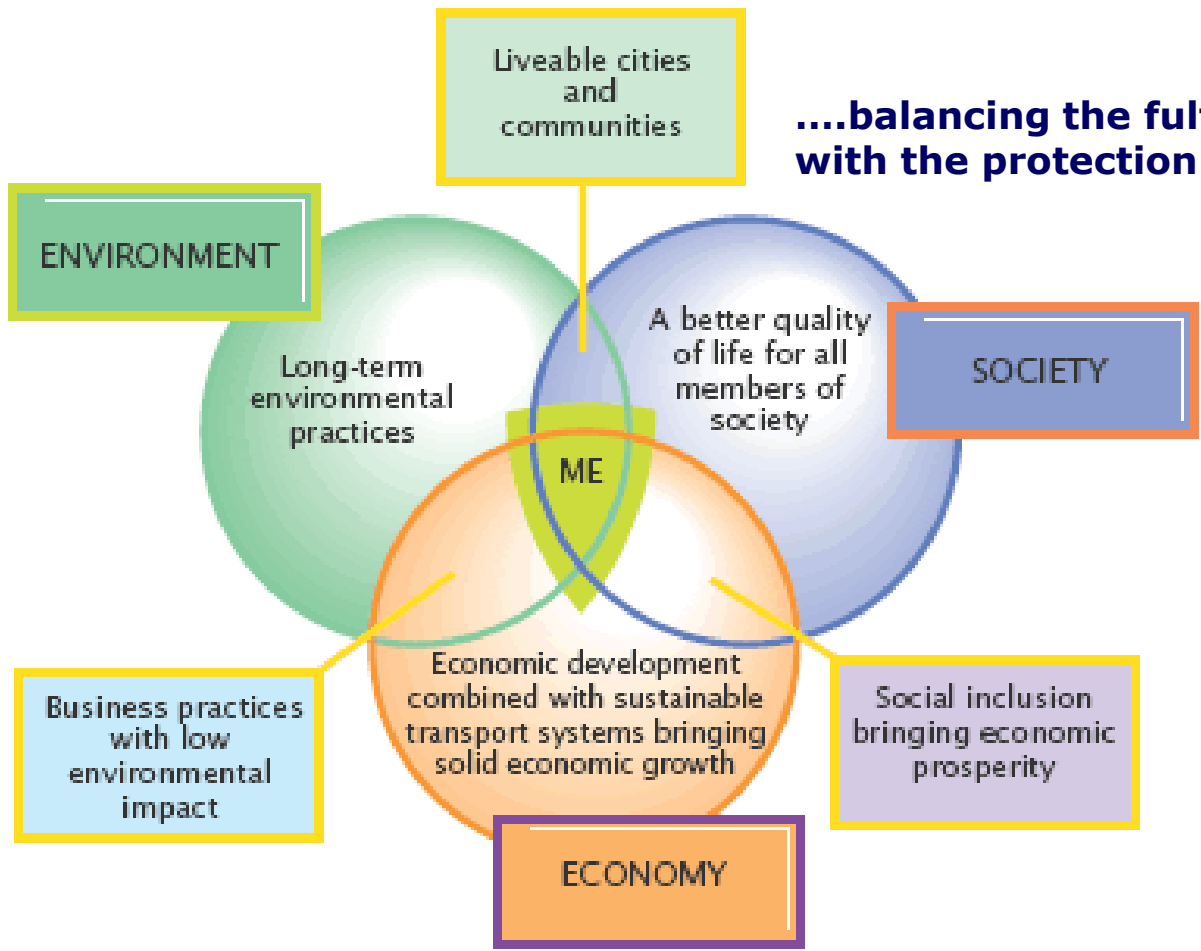 Liveable cities
and
communities
....balancing the
with the protection
ENVIRONMENT
Long-term
environmental
practices
A better quality
of life for all
members of
society
SOCIETY
ME
Business practices
with low
environmental
impact
Economic development
combined with sustainable
transport systems bringing
solid economic growth
Social inclusion
bringing economic
prosperity
ECONOMY